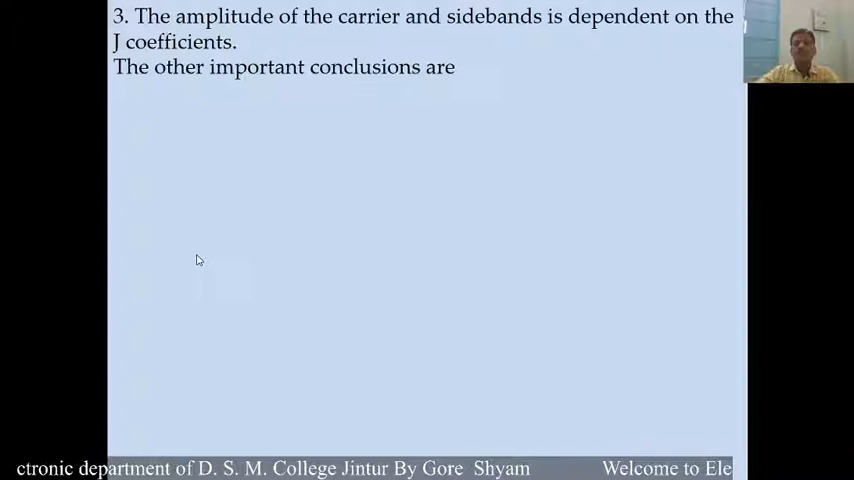 3. The amplitude of the carrier and sidebands is dependent on the
J coefficients.
The other important conclusions are
ctronic department of D. S. M. College Jintur By Gore Shyam Welcome to Ele